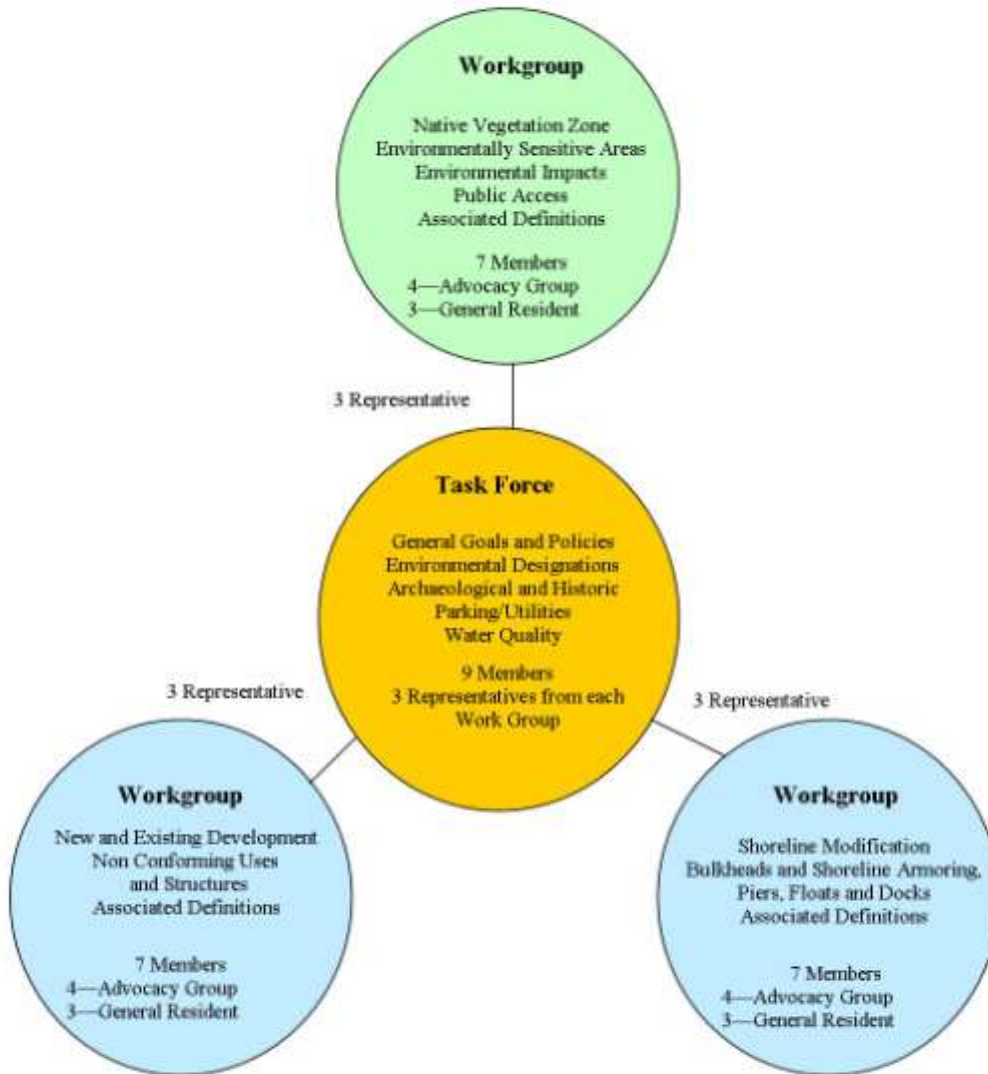 Workgroup
Native Vegetation Zone
Environmentally Sensitive Areas
Environmental Impacts
Public Access
Associated Definitions
7 Members
4—Advocacy Group
3—General Resident
3 Representative
Task Force
General Goals and Policies
Environmental Designations
Archaeological and Historic
Parking/Utilities
Water Quality
9 Members
3 Representatives from each
Work Group
3 Representative
3 Representative
Workgroup
New and Existing Development
Non Conforming Uses
and Structures
Associated Definitions
7 Members
4—Advocacy Group
3—General Resident
Workgroup
Shoreline Modification
Bulkheads and Shoreline Armoring,
Piers, Floats and Docks
Associated Definitions
7 Members
4—Advocacy Group
3—General Resident